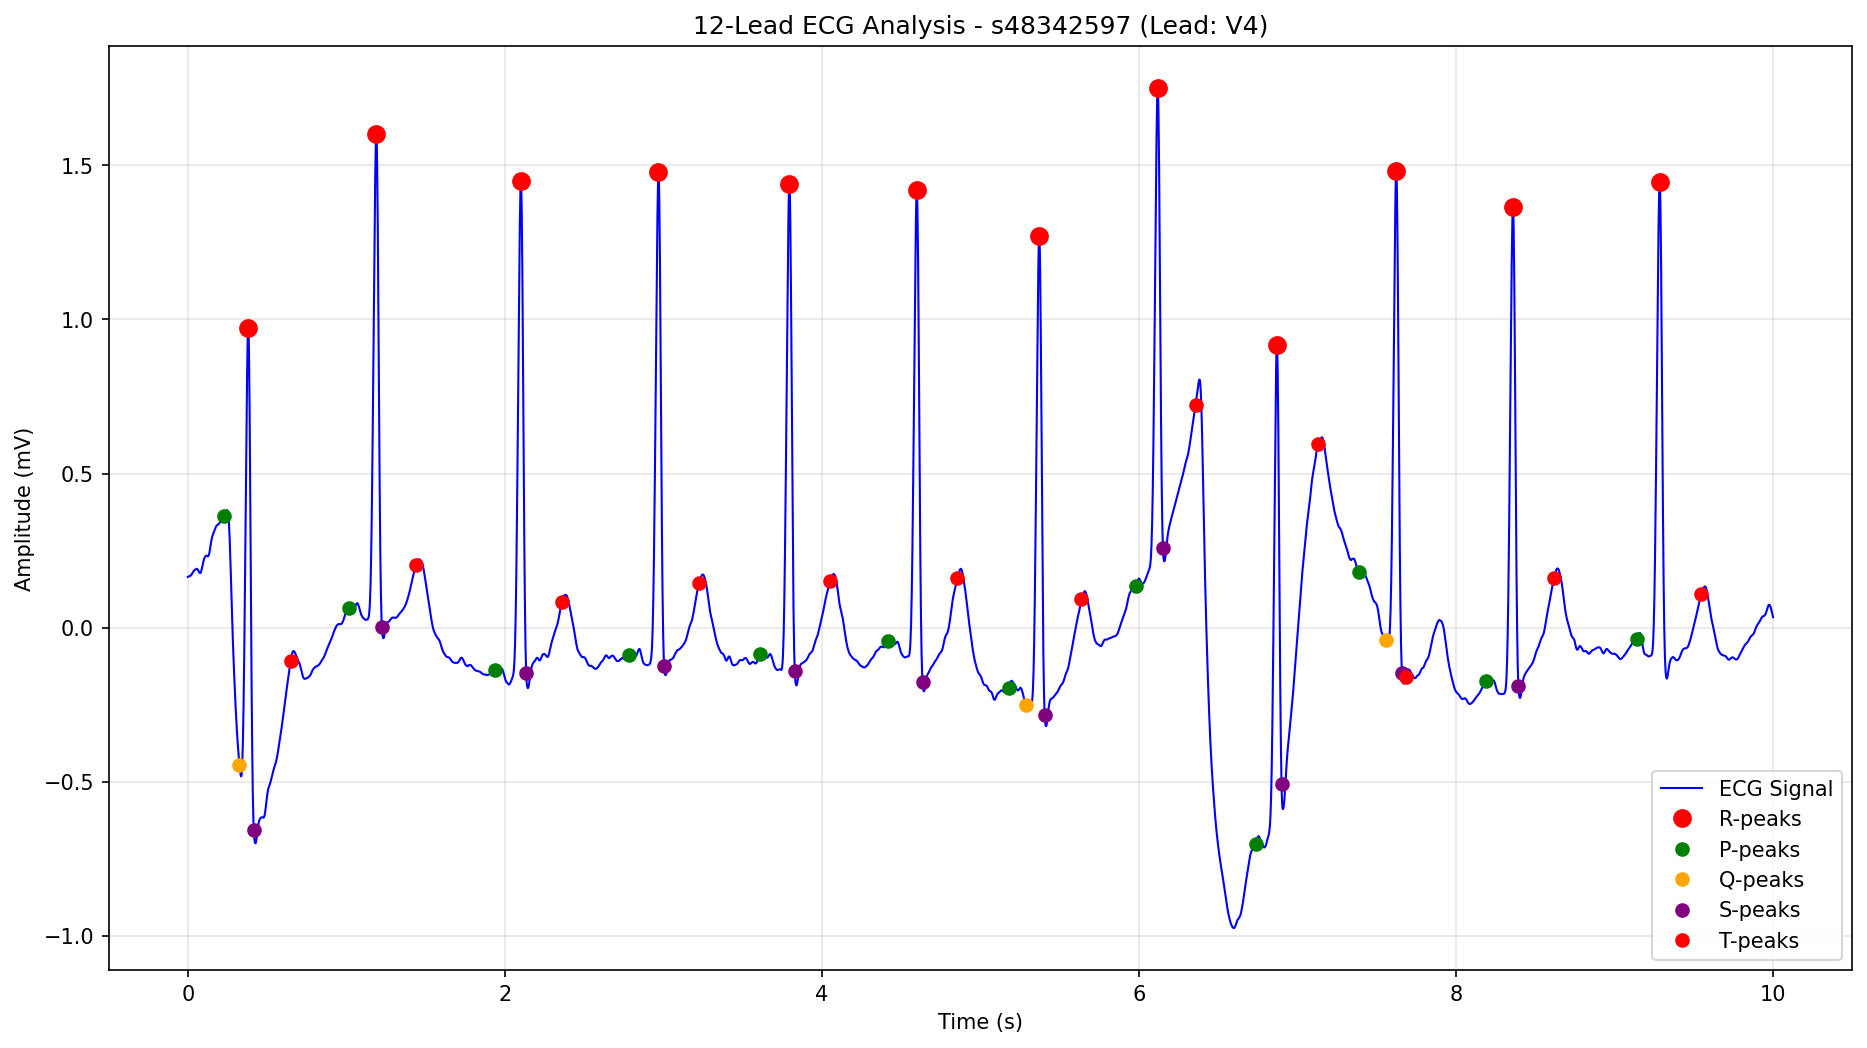 12-Lead ECG Analysis - s48342597 (Lead: V4)
Amplitude (mV)
1.5
1.0
0.5
0.0
−0.5
−1.0
0
2
4
6
8
10
Time (s)
ECG Signal
R-peaks
P-peaks
Q-peaks
S-peaks
T-peaks